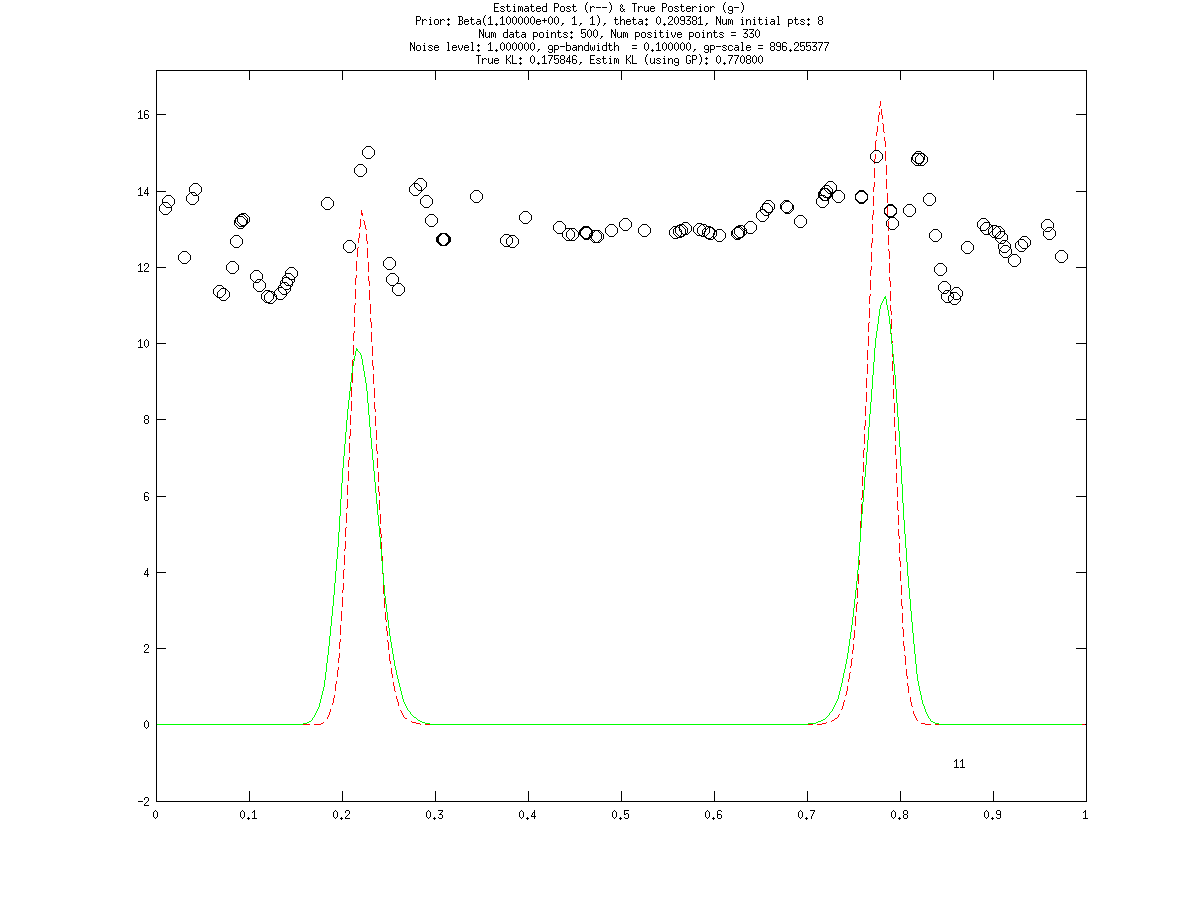 Estimated Post (r--) & True Posterior (g-)
Prior: Beta(1.100000e+00, 1, 1), theta: 0.209381, Num initial pts: 8
Num data points: 500, Num positive points = 330
Noise level: 1.000000, gp-bandwidth  = 0.100000, gp-scale = 896.255377
True KL: 0.175846, Estim KL (using GP): 0.770800
16
14
12
10
8
6
4
2
0
11
-2
0 0.1 0.2 0.3 0.4 0.5 0.6 0.7 0.8 0.9 1